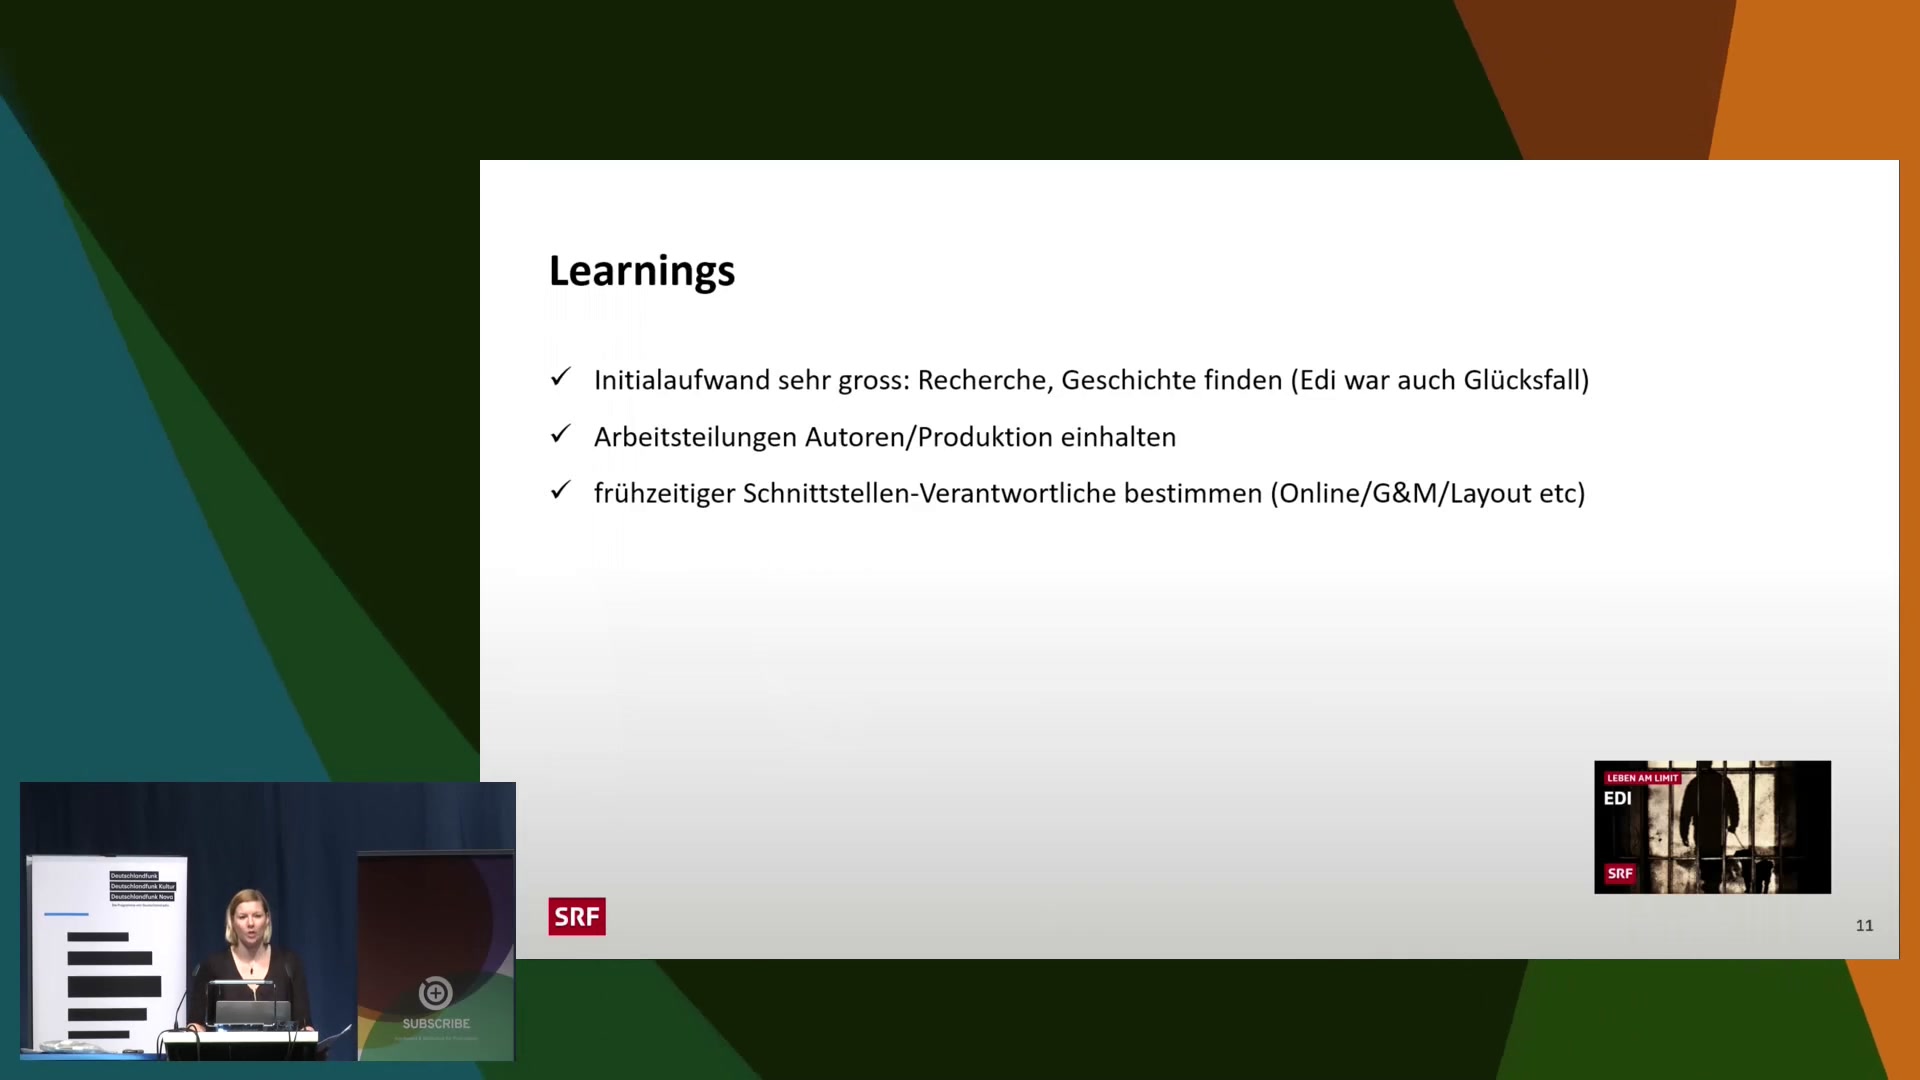 Learnings
✓ Initialaufwand sehr gross: Recherche, Geschichte finden (Edi war auch Glücksfall)
✓ Arbeitsteilungen Autoren/Produktion einhalten
✓ frühzeitiger Schnittstellen-Verantwortliche bestimmen (Online/G&M/Layout etc)
LEBEN AM LIMIT
EDI
SRF
SRF
11
Deutschlandfunk
Deutschlandfunk Kultur
Deutschlandfunk Nova
SUBSCRIBE